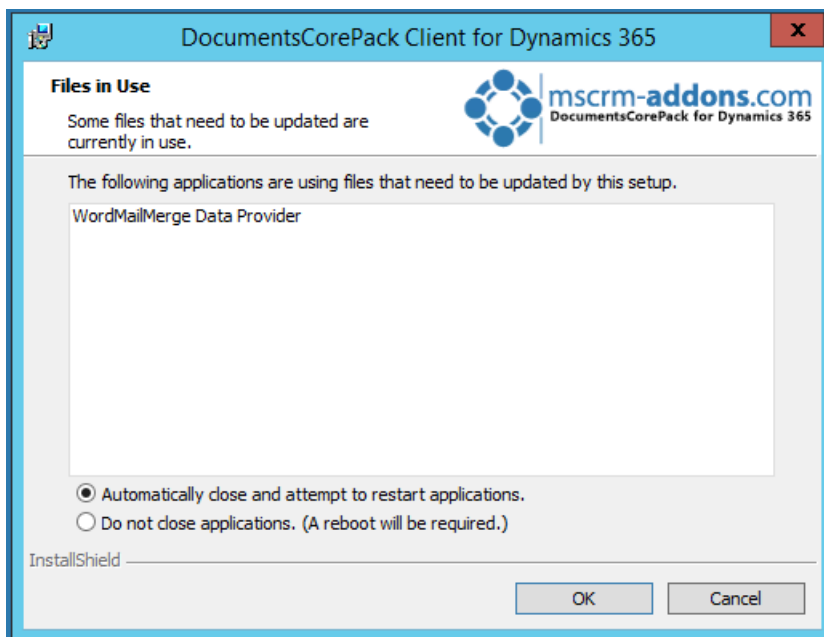 DocumentsCorePack Client for Dynamics 365
x
Files in Use
Some files that need to be updated are
currently in use.
mscrm-addons.com
DocumentsCorePack for Dynamics 365
The following applications are using files that need to be updated by this setup.
WordMailMerge Data Provider
Automatically close and attempt to restart applications.
Do not close applications. (A reboot will be required.)
InstallShield
OK
Cancel